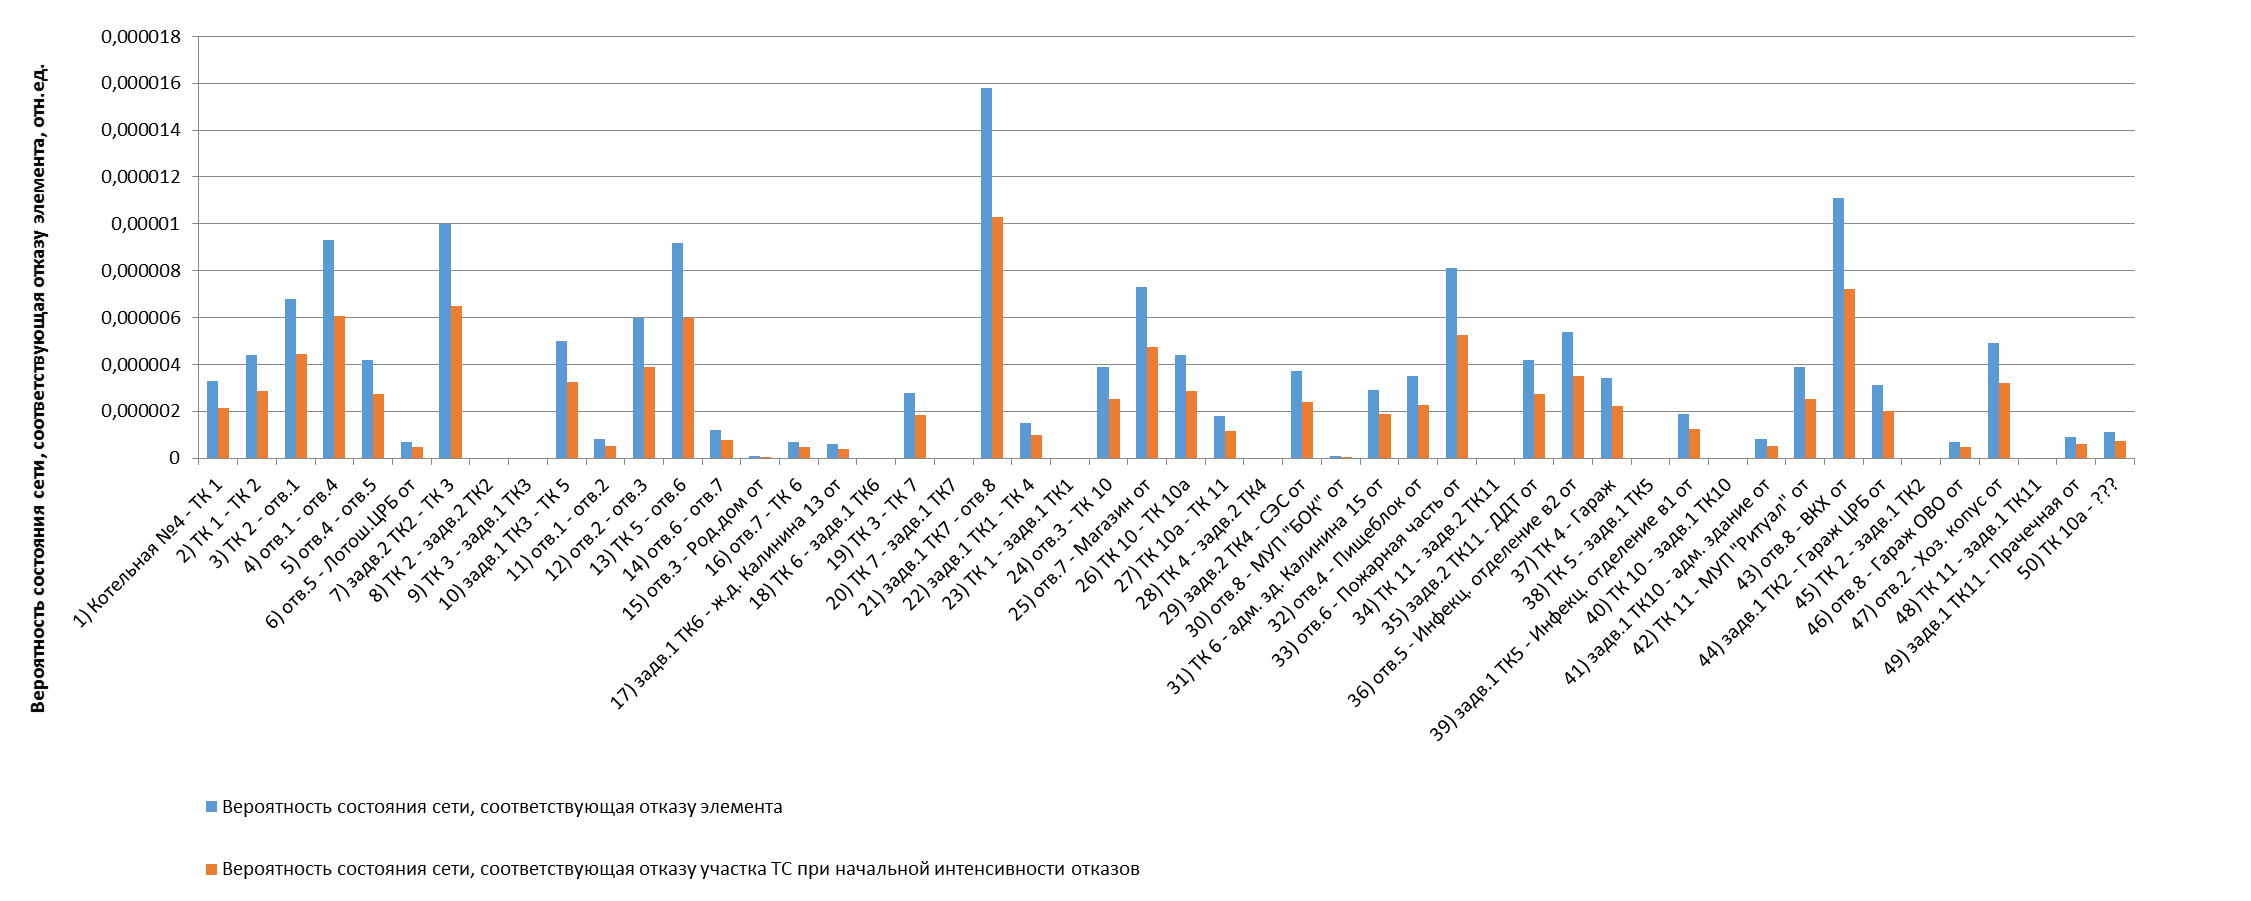 Вероятность состояния сети, соответствующая отказу элемента, отн.ед.
0,000018
0,000016
0,000014
0,000012
0,00001
0,000008
0,000006
0,000004
0,000002
0
1) Котельная №4 - ТК 1
2) ТК 1 - ТК 2
3) ТК 2 - отв.1
4) отв.1 - отв.4
5) отв.4 - отв.5
6) отв.5 - Лотош.ЦРБ от
7) задв.2 ТК2 - ТК 3
8) ТК 2 - задв.2 ТК2
9) ТК 3 - задв.1 ТК3
10) задв.1 ТК3 - ТК 5
11) отв.1 - отв.2
12) отв.2 - отв.3
13) ТК 5 - отв.6
14) отв.6 - отв.7
15) отв.3 - Род.дом от
16) отв.7 - ТК 6
17) задв.1 ТК6 - ж.д. Калинина 13 от
18) ТК 6 - задв.1 ТК6
19) ТК 3 - ТК 7
20) ТК 7 - задв.1 ТК7
21) задв.1 ТК7 - отв.8
22) задв.1 ТК1 - ТК 4
23) ТК 1 - задв.1 ТК1
24) отв.3 - ТК 10
25) отв.7 - Магазин от
26) ТК 10 - ТК 10а
27) ТК 10а - ТК 11
28) ТК 4 - задв.2 ТК4
29) задв.2 ТК4 - СЭС от
30) отв.8 - МУП "БОК" от
31) ТК 6 - адм. зд. Калинина 15 от
32) отв.4 - Пищеблок от
33) отв.6 - Пожарная часть от
34) ТК 11 - задв.2 ТК11
35) задв.2 ТК11 - ДДТ от
36) отв.5 - Инфекц. отделение в2 от
37) ТК 4 - Гараж
38) ТК 5 - задв.1 ТК5
39) задв.1 ТК5 - Инфекц. отделение в1 от
40) ТК 10 - задв.1 ТК10
41) задв.1 ТК10 - адм. здание от
42) ТК 11 - МУП "Ритуал" от
43) отв.8 - ВКХ от
44) задв.1 ТК2 - Гараж ЦРБ от
45) ТК 2 - задв.1 ТК2
46) отв.8 - Гараж ОВО от
47) отв.2 - Хоз. копус от
48) ТК 11 - задв.1 ТК11
49) задв.1 ТК11 - Прачечная от
50) ТК 10а - ???
Вероятность состояния сети, соответствующая отказу элемента
Вероятность состояния сети, соответствующая отказу участка ТС при начальной интенсивности отказов